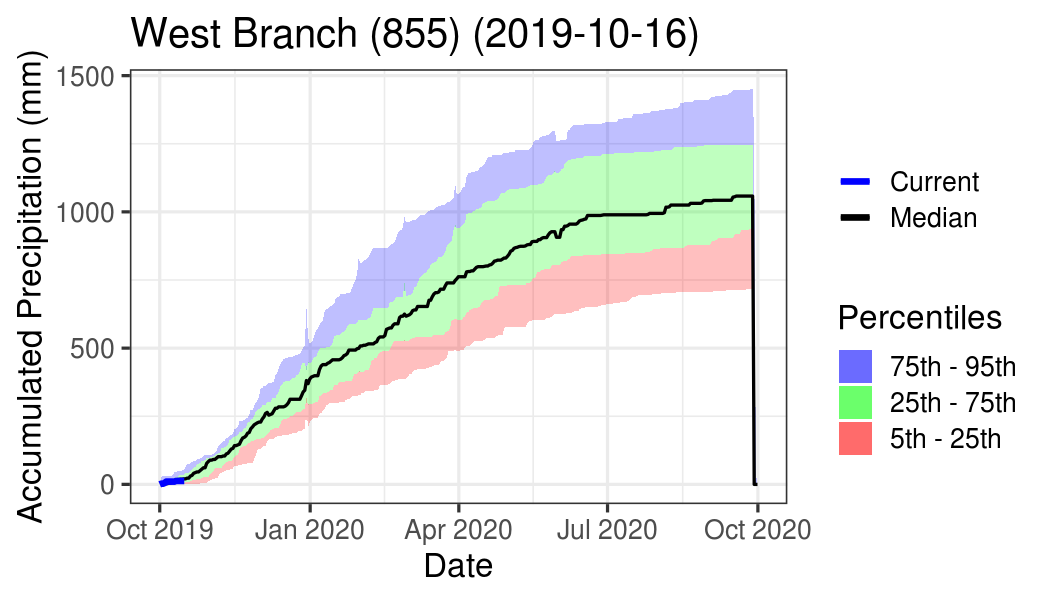 West Branch (855) (2019-10-16)
Accumulated Precipitation (mm)
1500
1000
500
0
Oct 2019
Jan 2020
Apr 2020
Jul 2020
Oct 2020
Date
Current
Median
Percentiles
75th - 95th
25th - 75th
5th - 25th